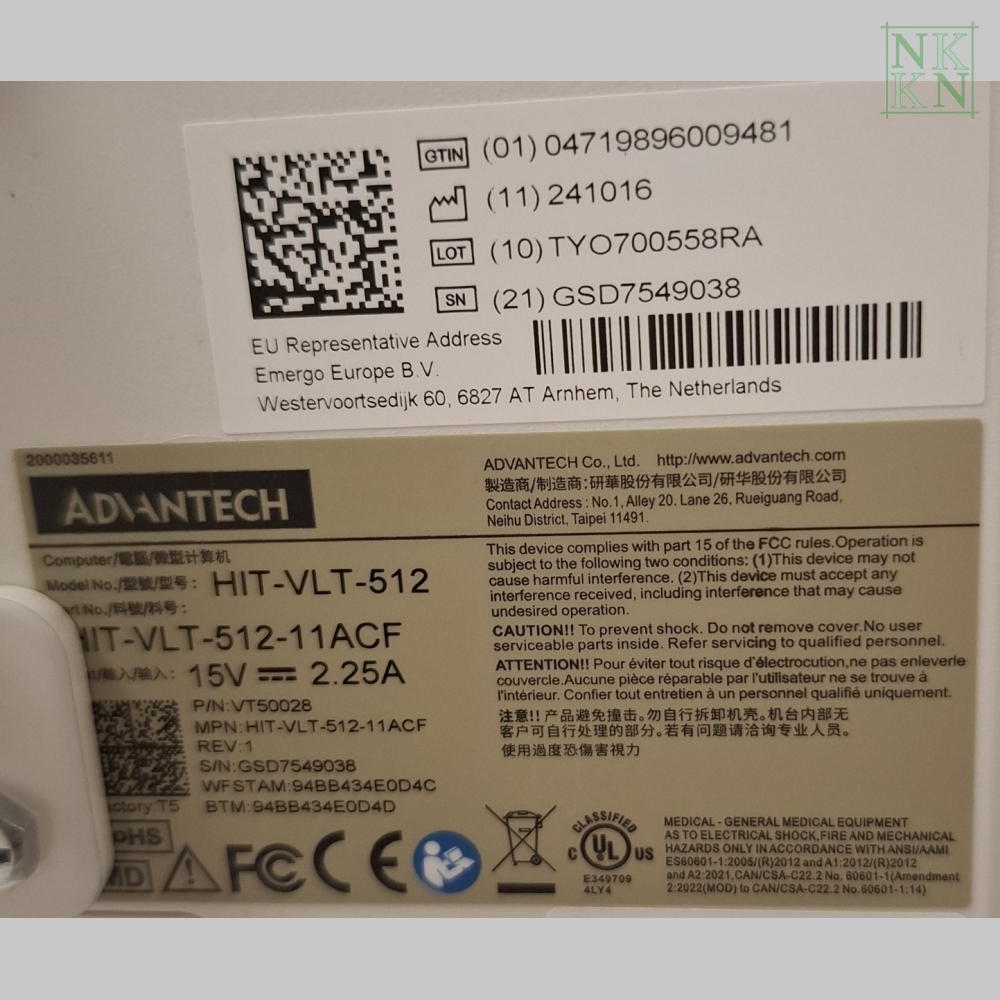 NK
KN
GTIN (01) 04719896009481
(11) 241016
LOT (10) TYO700558RA
SN (21) GSD7549038
EU Representative Address
Emergo Europe B.V.
Westervoortsedijk 60, 6827 AT Arnhem, The Netherlands
2000035611
ADVANTECH
ADVANTECH Co., Ltd. http://www.advantech.com
製造商/制造商：研華股份有限公司/研华股份有限公司
Contact Address : No.1, Alley 20, Lane 26, Rueiguang Road,
Neihu District, Taipei 11491.
Computer/電腦/微型计算机
Model No./型號/型号： HIT-VLT-512
No./料號/料号：
HIT-VLT-512-11ACF
/輸入/输入： 15V 2.25A
P/N:VT50028
MPN:HIT-VLT-512-11ACF
REV:1
S/N:GSD7549038
WFSTAM:94BB434E0D4C
BTM:94BB434E0D4D
T5
This device complies with part 15 of the FCC rules.Operation is
subject to the following two conditions: (1)This device may not
cause harmful interference. (2)This device must accept any
interference received, including interference that may cause
undesired operation.
CAUTION!! To prevent shock. Do not remove cover.No user
serviceable parts inside. Refer servicing to qualified personnel.
ATTENTION!! Pour éviter tout risque d'électrocution,ne pas enleverle
couvercle.Aucune pièce réparable par l'utilisateur ne se trouve à
l'intérieur. Confier tout entretien à un personnel qualifié uniquement.
注意!! 产品避免撞击。勿自行拆卸机壳。机台内部无
客户可自行处理的部分。若有问题请洽询专业人员。
使用過度恐傷害視力
MD
FC CE
CLASSIFIED
C UL US
E349709
4LY4
MEDICAL - GENERAL MEDICAL EQUIPMENT
AS TO ELECTRICAL SHOCK,FIRE AND MECHANICAL
HAZARDS ONLY IN ACCORDANCE WITH ANSI/AAMI
ES60601-1:2005/(R)2012 and A1:2012/(R)2012
and A2:2021,CAN/CSA-C22.2 No. 60601-1(Amendment
2:2022(MOD) to CAN/CSA-C22.2 No.60601-1:14)